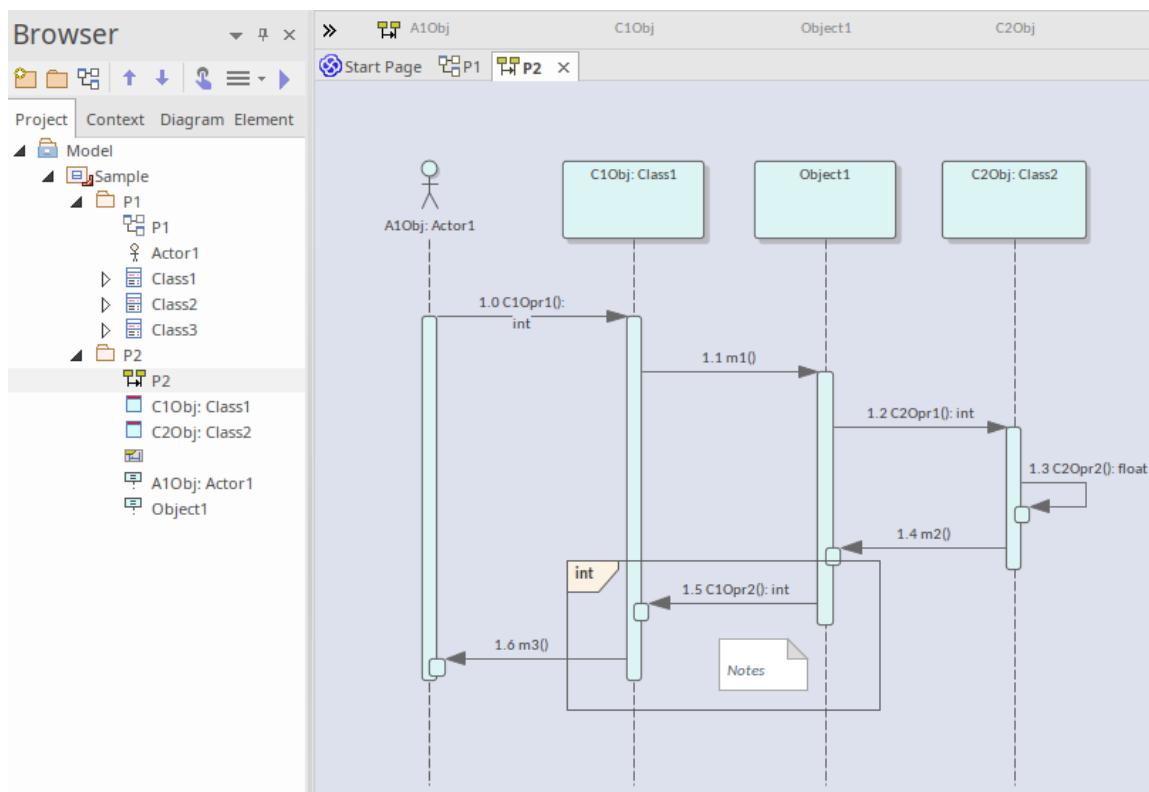 Browser
Project Context Diagram Element
Model
Sample
P1
P1
Actor1
Class1
Class2
Class3
P2
P2
C1Obj: Class1
C2Obj: Class2
A1Obj: Actor1
Object1
A1Obj C1Obj Object1 C2Obj
Start Page P1 P2
C1Obj: Class1 Object1 C2Obj: Class2
A1Obj: Actor1
1.0 C1Opr1():
int
1.1 m1()
1.2 C2Opr1(): int
1.3 C2Opr2(): float
1.4 m2()
int
1.5 C1Opr2(): int
1.6 m3()
Notes